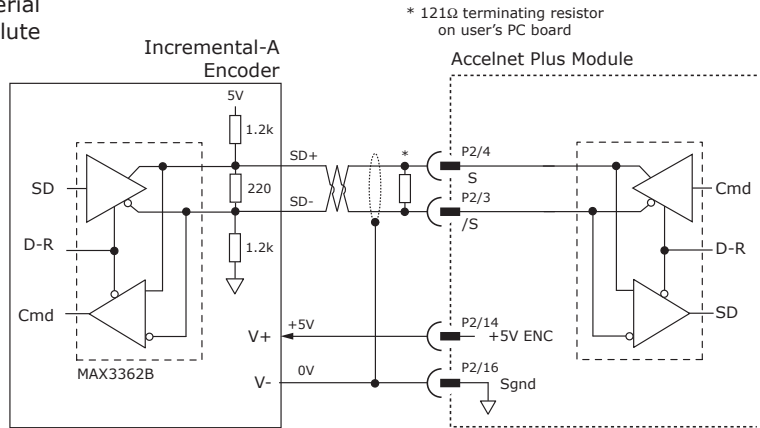 erial
olute
* 121Ω terminating resistor
on user's PC board
Incremental-A
Encoder
Accelnet Plus Module
5V
1.2k
SD+
*
P2/4
S
SD
220
SD-
P2/3
/S
Cmd
D-R
1.2k
D-R
Cmd
SD
V+
+5V
P2/14
+5V ENC
MAX3362B
V-
0V
P2/16
Sgnd